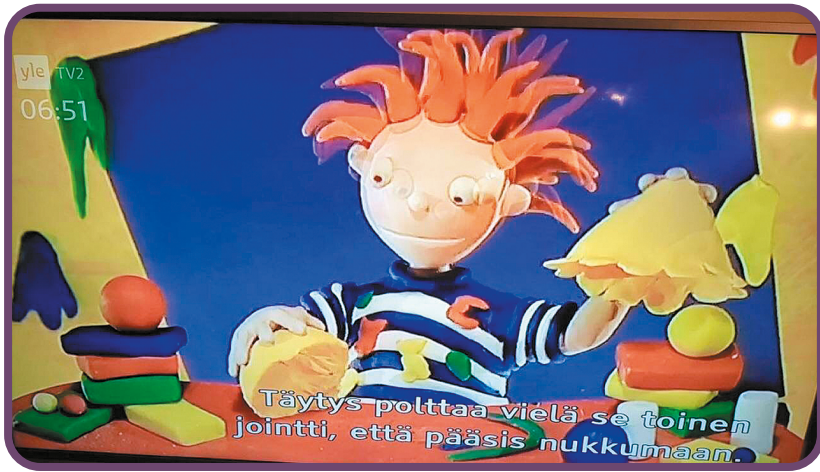 yle TV2
06:51
Täytys polttaa vielä se toinen
jointti, että pääsis nukkumaan.